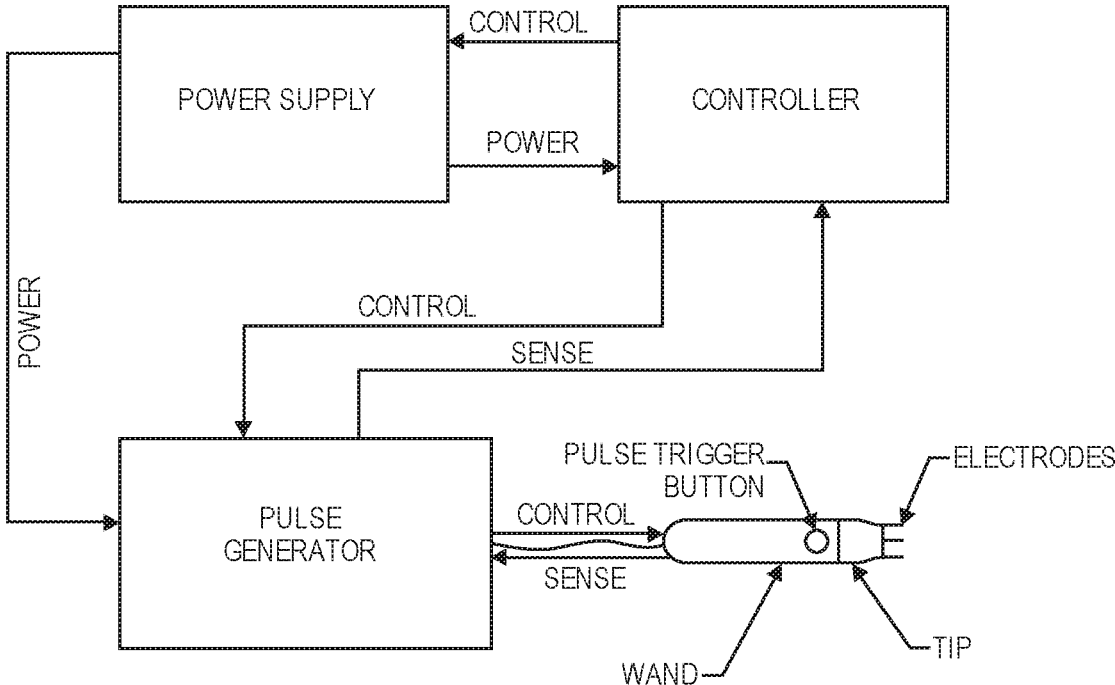 CONTROL
POWER SUPPLY
CONTROLLER
POWER
POWER
CONTROL
SENSE
PULSE TRIGGER
BUTTON
ELECTRODES
PULSE
GENERATOR
CONTROL
SENSE
WAND
TIP